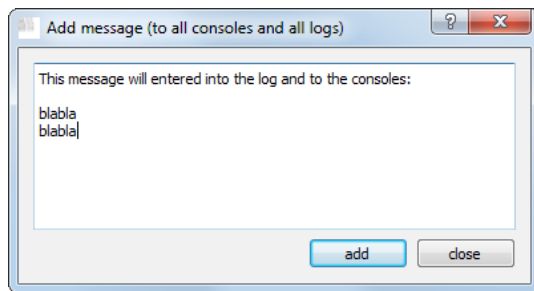 Add message (to all consoles and all logs)
?
X
This message will entered into the log and to the consoles:
blabla
blabla
add
close